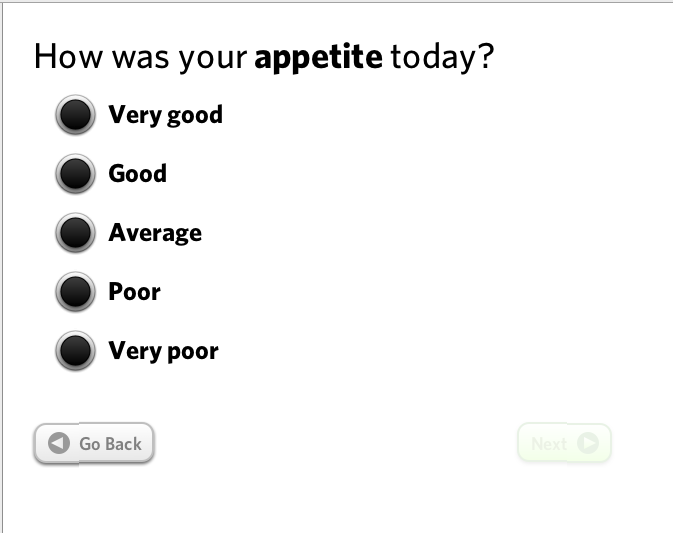 How was your appetite today?
Very good
Good
Average
Poor
Very poor
Go Back
Next